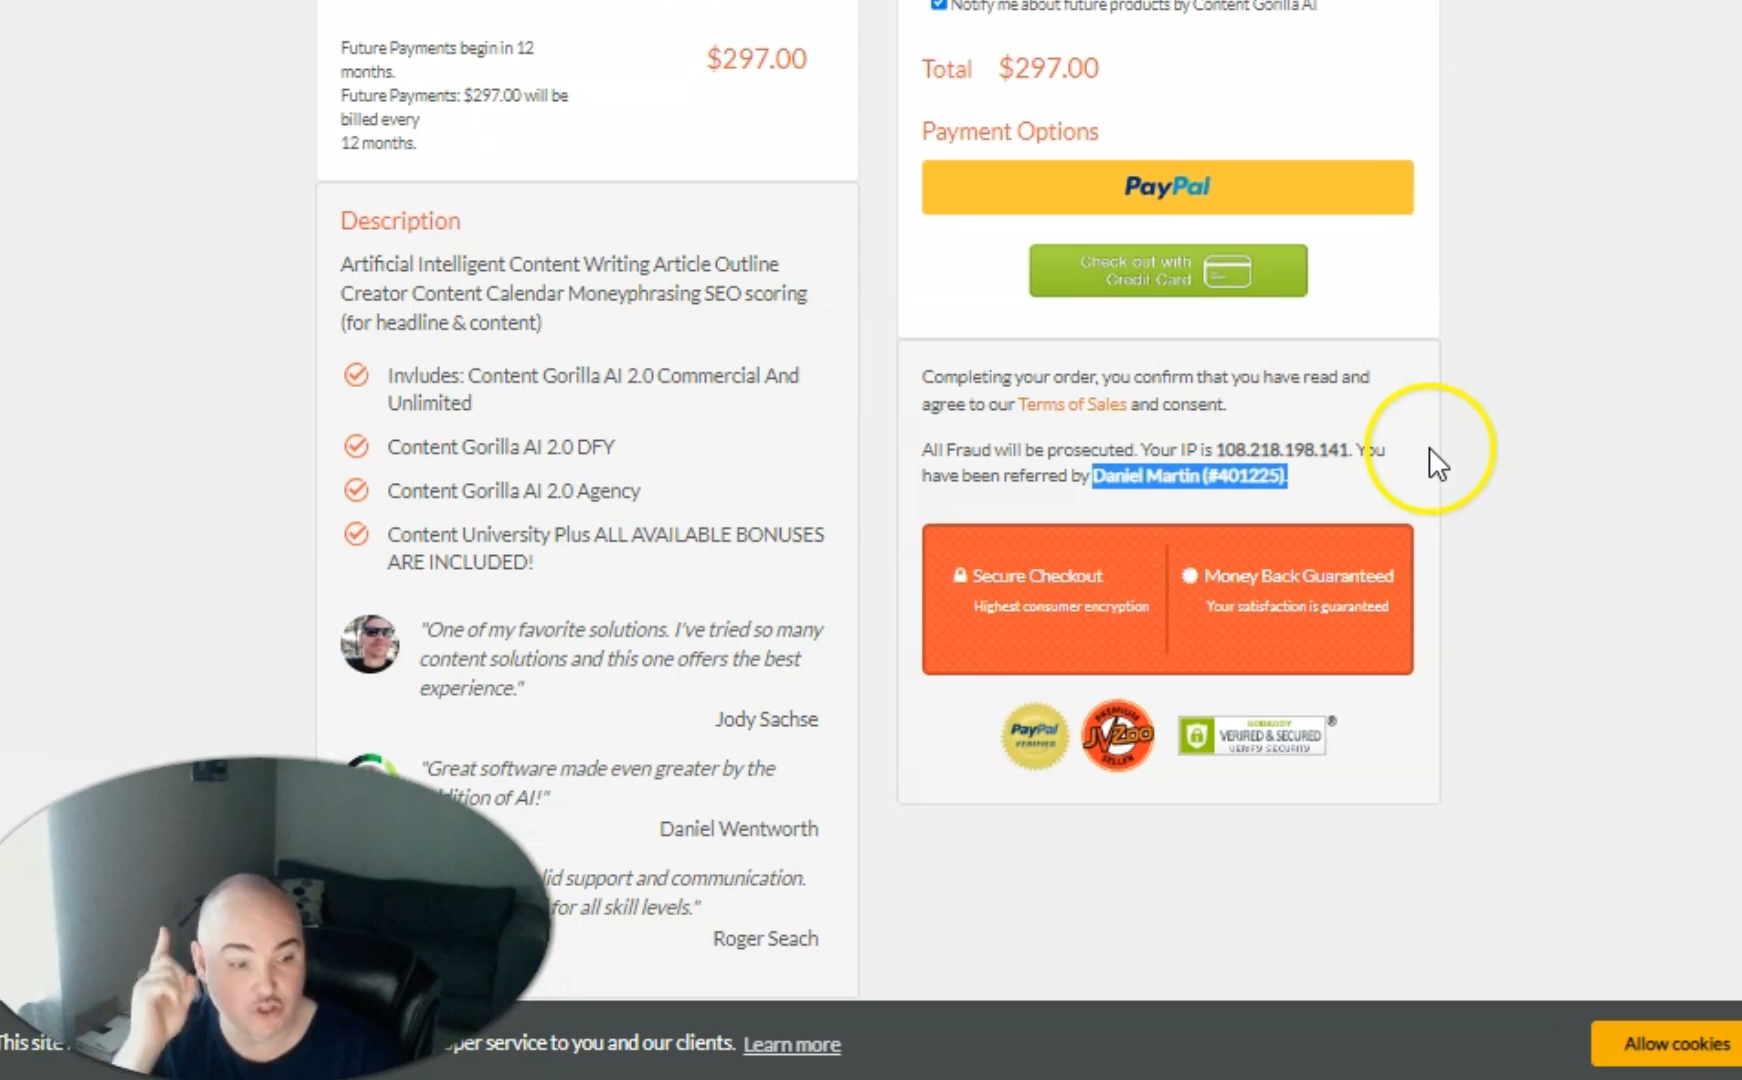 Future Payments begin in 12
months.
Future Payments: $297.00 will be
billed every
12 months.
$297.00
Description
Artificial Intelligent Content Writing Article Outline
Creator Content Calendar Moneyphrasing SEO scoring
(for headline & content)
Invludes: Content Gorilla AI 2.0 Commercial And
Unlimited
Content Gorilla AI 2.0 DFY
Content Gorilla AI 2.0 Agency
Content University Plus ALL AVAILABLE BONUSES
ARE INCLUDED!
"One of my favorite solutions. I've tried so many
content solutions and this one offers the best
experience."
Jody Sachse
"Great software made even greater by the
of AI!"
Daniel Wentworth
support and communication.
for all skill levels."
Roger Seach
Notify me about future products by Content Gorilla AI
Total $297.00
Payment Options
PayPal
Check out with
Credit Card
Completing your order, you confirm that you have read and
agree to our Terms of Sales and consent.
All Fraud will be prosecuted. Your IP is 108.218.198.141. You
have been referred by Daniel Martin (#401225).
Secure Checkout
Highest consumer encryption
Money Back Guaranteed
Your satisfaction is guaranteed
PayPal
VERIFIED
PREMIUM
JVZoo
SELLER
GODADDY
VERIFIED & SECURED
VERIFY SECURITY
®
This site
service to you and our clients. Learn more
Allow cookies